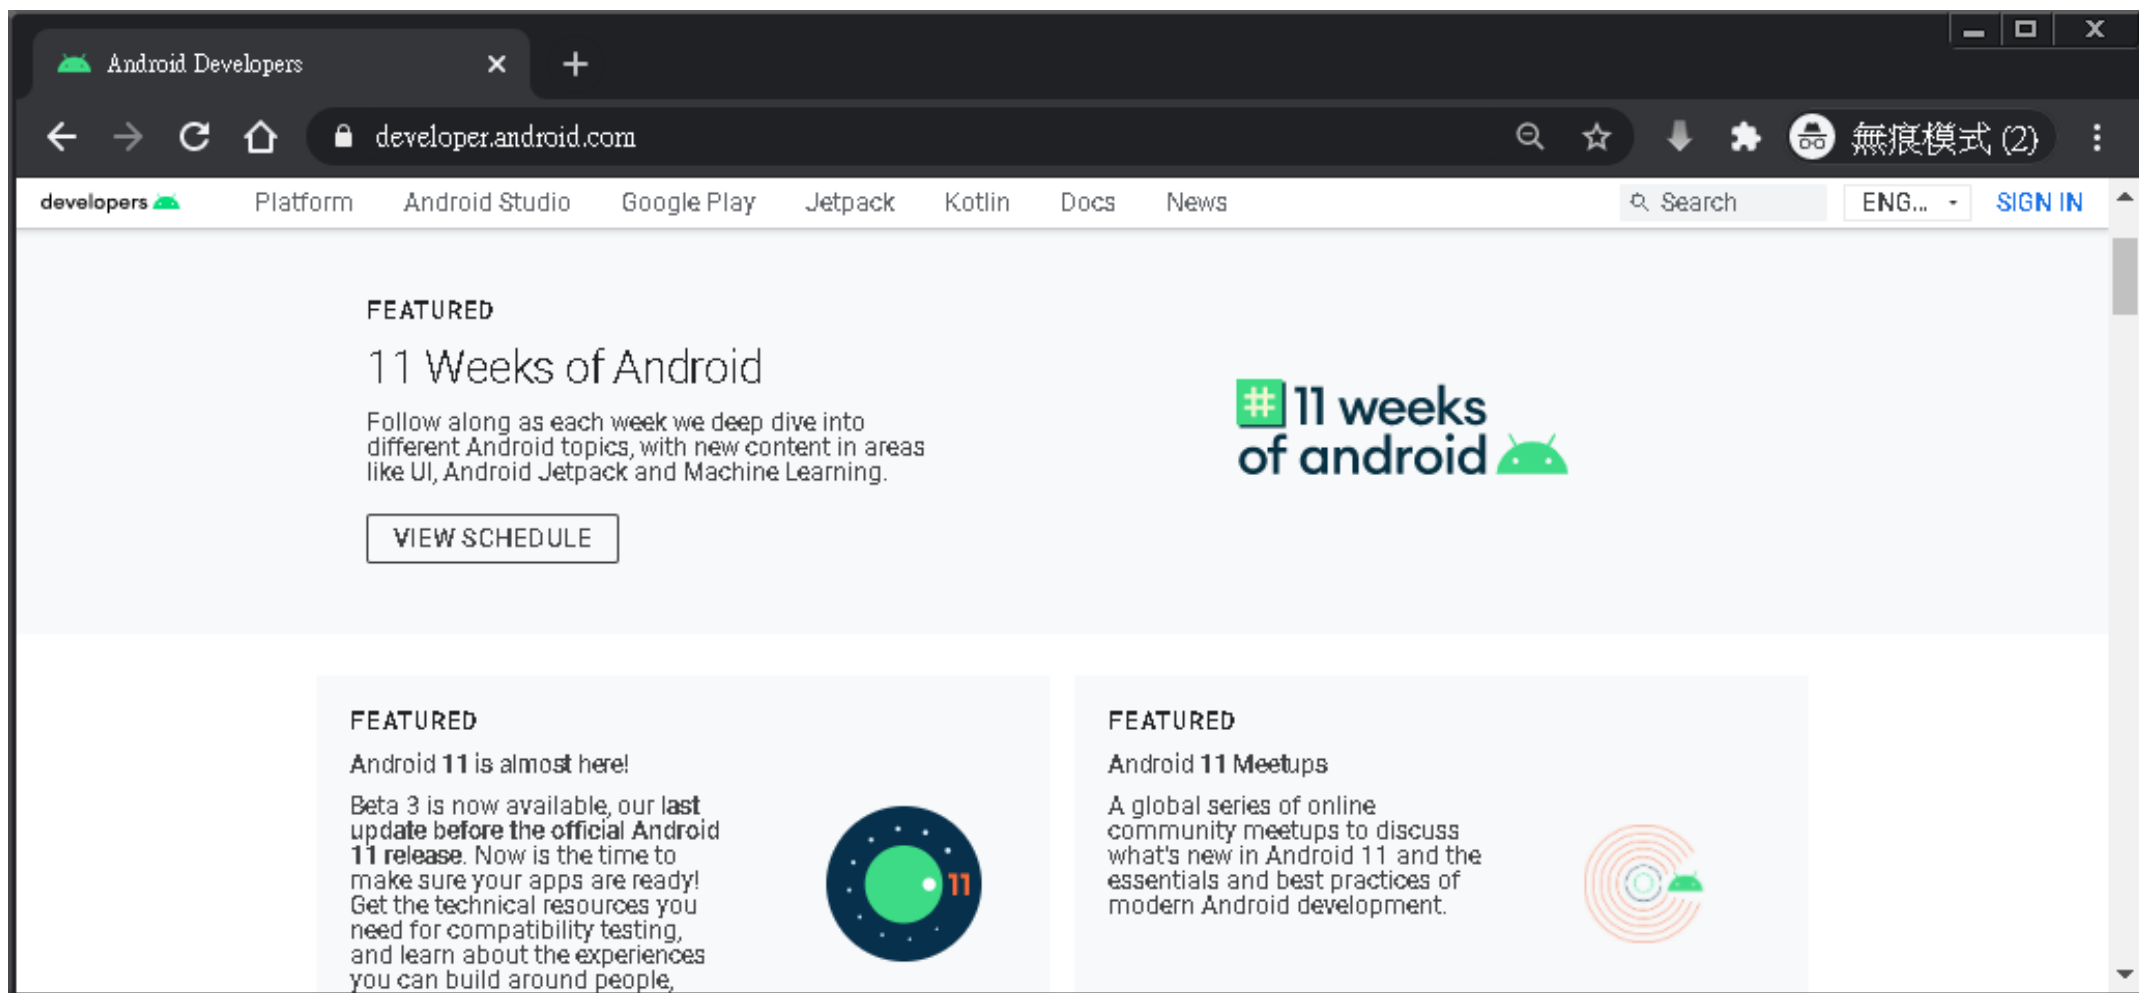 Android Developers
developer.android.com
無痕模式 (2)
developers
Platform
Android Studio
Google Play
Jetpack
Kotlin
Docs
News
Search
ENG...
SIGN IN
FEATURED
11 Weeks of Android
Follow along as each week we deep dive into
different Android topics, with new content in areas
like UI, Android Jetpack and Machine Learning.
VIEW SCHEDULE
# 11 weeks
of android
FEATURED
Android 11 is almost here!
Beta 3 is now available, our last
update before the official Android
11 release. Now is the time to
make sure your apps are ready!
Get the technical resources you
need for compatibility testing,
and learn about the experiences
you can build around people,
11
FEATURED
Android 11 Meetups
A global series of online
community meetups to discuss
what's new in Android 11 and the
essentials and best practices of
modern Android development.